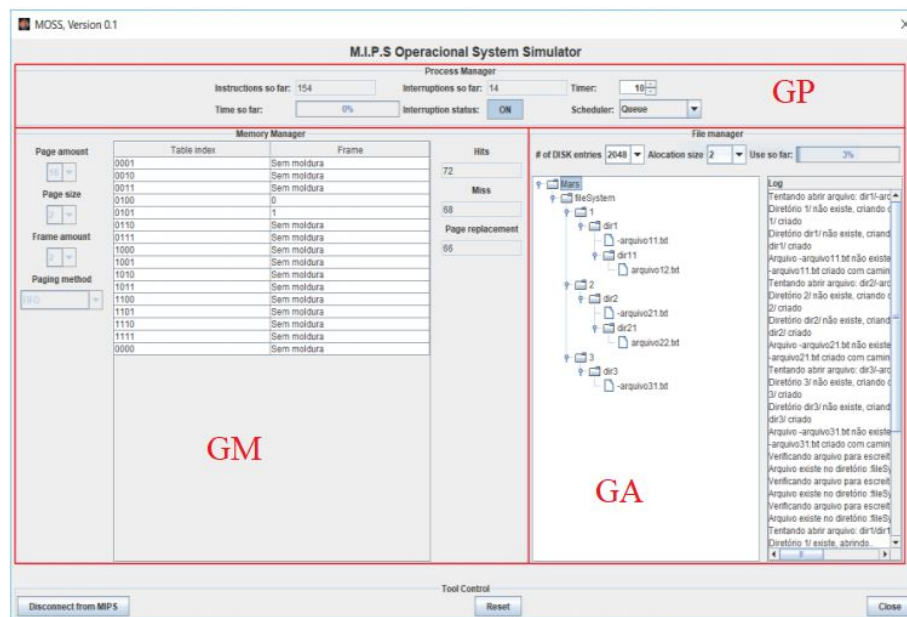 MOSS, Version 0.1
M.I.P.S Operacional System Simulator
Process Manager
Instructions so far: 154 Interruptions so far: 14 Timer: 10
Time so far: 0% Interruption status: ON Scheduler: Queue
GP
Memory Manager
Page amount
16
Page size
2
Frame amount
2
Paging method
FIFO
Table index Frame
0001 Sem moldura
0010 Sem moldura
0011 Sem moldura
0100 0
0101 1
0110 Sem moldura
0111 Sem moldura
1000 Sem moldura
1001 Sem moldura
1010 Sem moldura
1011 Sem moldura
1100 Sem moldura
1101 Sem moldura
1110 Sem moldura
1111 Sem moldura
0000 Sem moldura
Hits
72
Miss
68
Page replacement
66
GM
File manager
# of DISK entries 2048 Alocation size 2 Use so far: 3%
Mars
fileSystem
1
dir1
-arquivo11.txt
dir11
arquivo12.txt
2
dir2
-arquivo21.txt
dir21
arquivo22.txt
3
dir3
-arquivo31.txt
GA
Log
Tentando abrir arquivo: dir1/-arc
Diretório 1/ não existe, criando
1/ criado
Diretório dir1/ não existe, criand
dir1/ criado
Arquivo -arquivo11.txt não existe
-arquivo11.txt criado com camin
Tentando abrir arquivo: dir2/-arc
Diretório 2/ não existe, criando
2/ criado
Diretório dir2/ não existe, criand
dir2/ criado
Arquivo -arquivo21.txt não existe
-arquivo21.txt criado com camin
Tentando abrir arquivo: dir3/-arc
Diretório 3/ não existe, criando
3/ criado
Diretório dir3/ não existe, criand
dir3/ criado
Arquivo -arquivo31.txt não existe
-arquivo31.txt criado com camin
Verificando arquivo para escreit
Arquivo existe no diretório :fileSy
Verificando arquivo para escreit
Arquivo existe no diretório :fileSy
Verificando arquivo para escreit
Arquivo existe no diretório :fileSy
Tentando abrir arquivo: dir1/dir1
Diretório 1/ existe, abrindo..
Tool Control
Disconnect from MIPS Reset Close